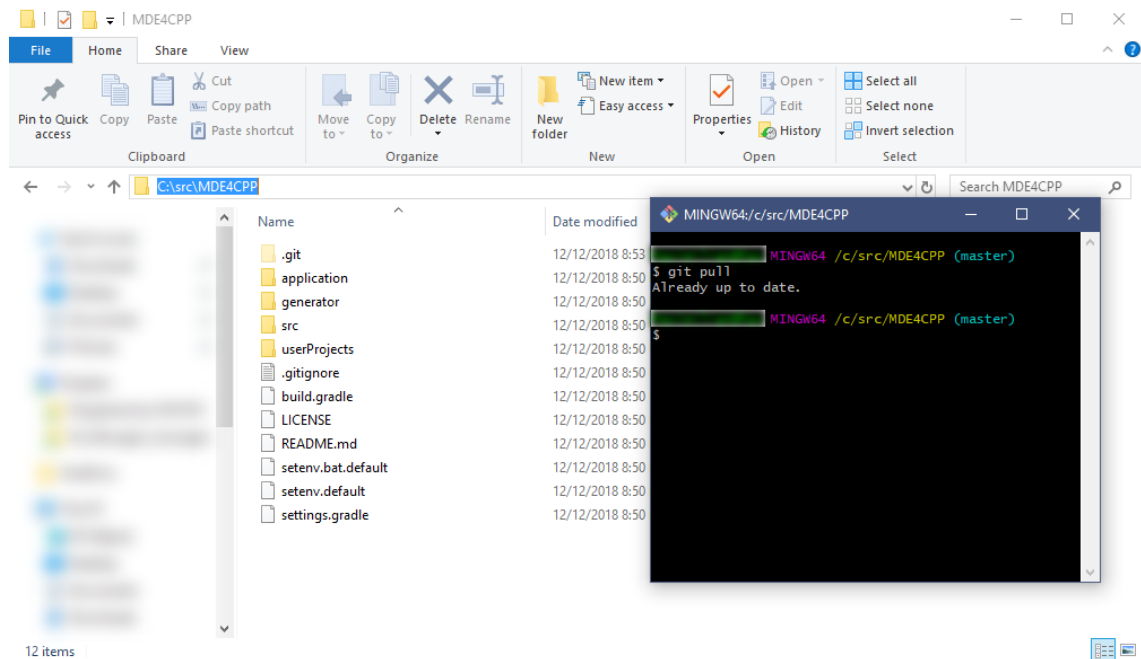 MDE4CPP
File Home Share View
Pin to Quick access
Copy
Paste
Cut
Copy path
Paste shortcut
Clipboard
Move to
Copy to
Delete
Rename
Organize
New folder
New item
Easy access
New
Properties
Open
Edit
History
Open
Select all
Select none
Invert selection
Select
C:\src\MDE4CPP
Search MDE4CPP
Name Date modified
.git 12/12/2018 8:53
application 12/12/2018 8:50
generator 12/12/2018 8:50
src 12/12/2018 8:50
userProjects 12/12/2018 8:50
.gitignore 12/12/2018 8:50
build.gradle 12/12/2018 8:50
LICENSE 12/12/2018 8:50
README.md 12/12/2018 8:50
setenv.bat.default 12/12/2018 8:50
setenv.default 12/12/2018 8:50
settings.gradle 12/12/2018 8:50
MINGW64:/c/src/MDE4CPP
MINGW64 /c/src/MDE4CPP (master)
$ git pull
Already up to date.
MINGW64 /c/src/MDE4CPP (master)
$
12 items